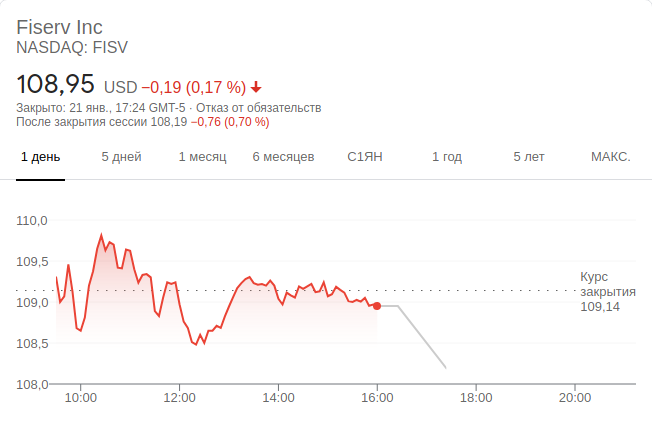 Fiserv Inc
NASDAQ: FISV
108,95 USD −0,19 (0,17 %)
Закрыто: 21 янв., 17:24 GMT-5 · Отказ от обязательств
После закрытия сессии 108,19 −0,76 (0,70 %)
1 день 5 дней 1 месяц 6 месяцев С1ЯН 1 год 5 лет МАКС.
110,0
109,5
109,0
108,5
108,0
Курс
закрытия
109,14
10:00 12:00 14:00 16:00 18:00 20:00